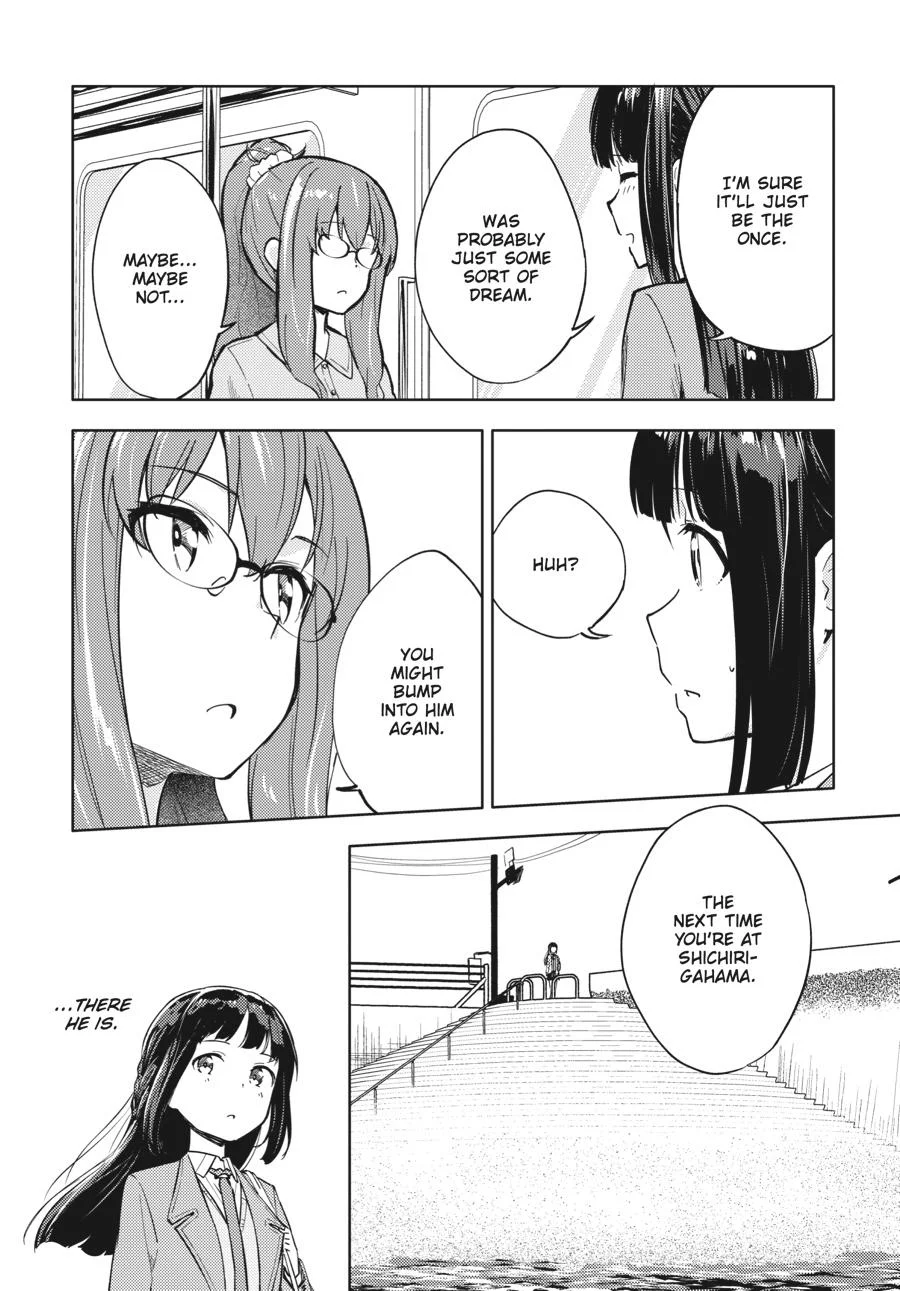 I'M SURE
IT'LL JUST
BE THE
ONCE.
WAS
PROBABLY
JUST SOME
SORT OF
DREAM.
MAYBE...
MAYBE
NOT...
HUH?
YOU
MIGHT
BUMP
INTO HIM
AGAIN.
THE
NEXT TIME
YOU'RE AT
SHICHIRI-
GAHAMA.
...THERE
HE IS.